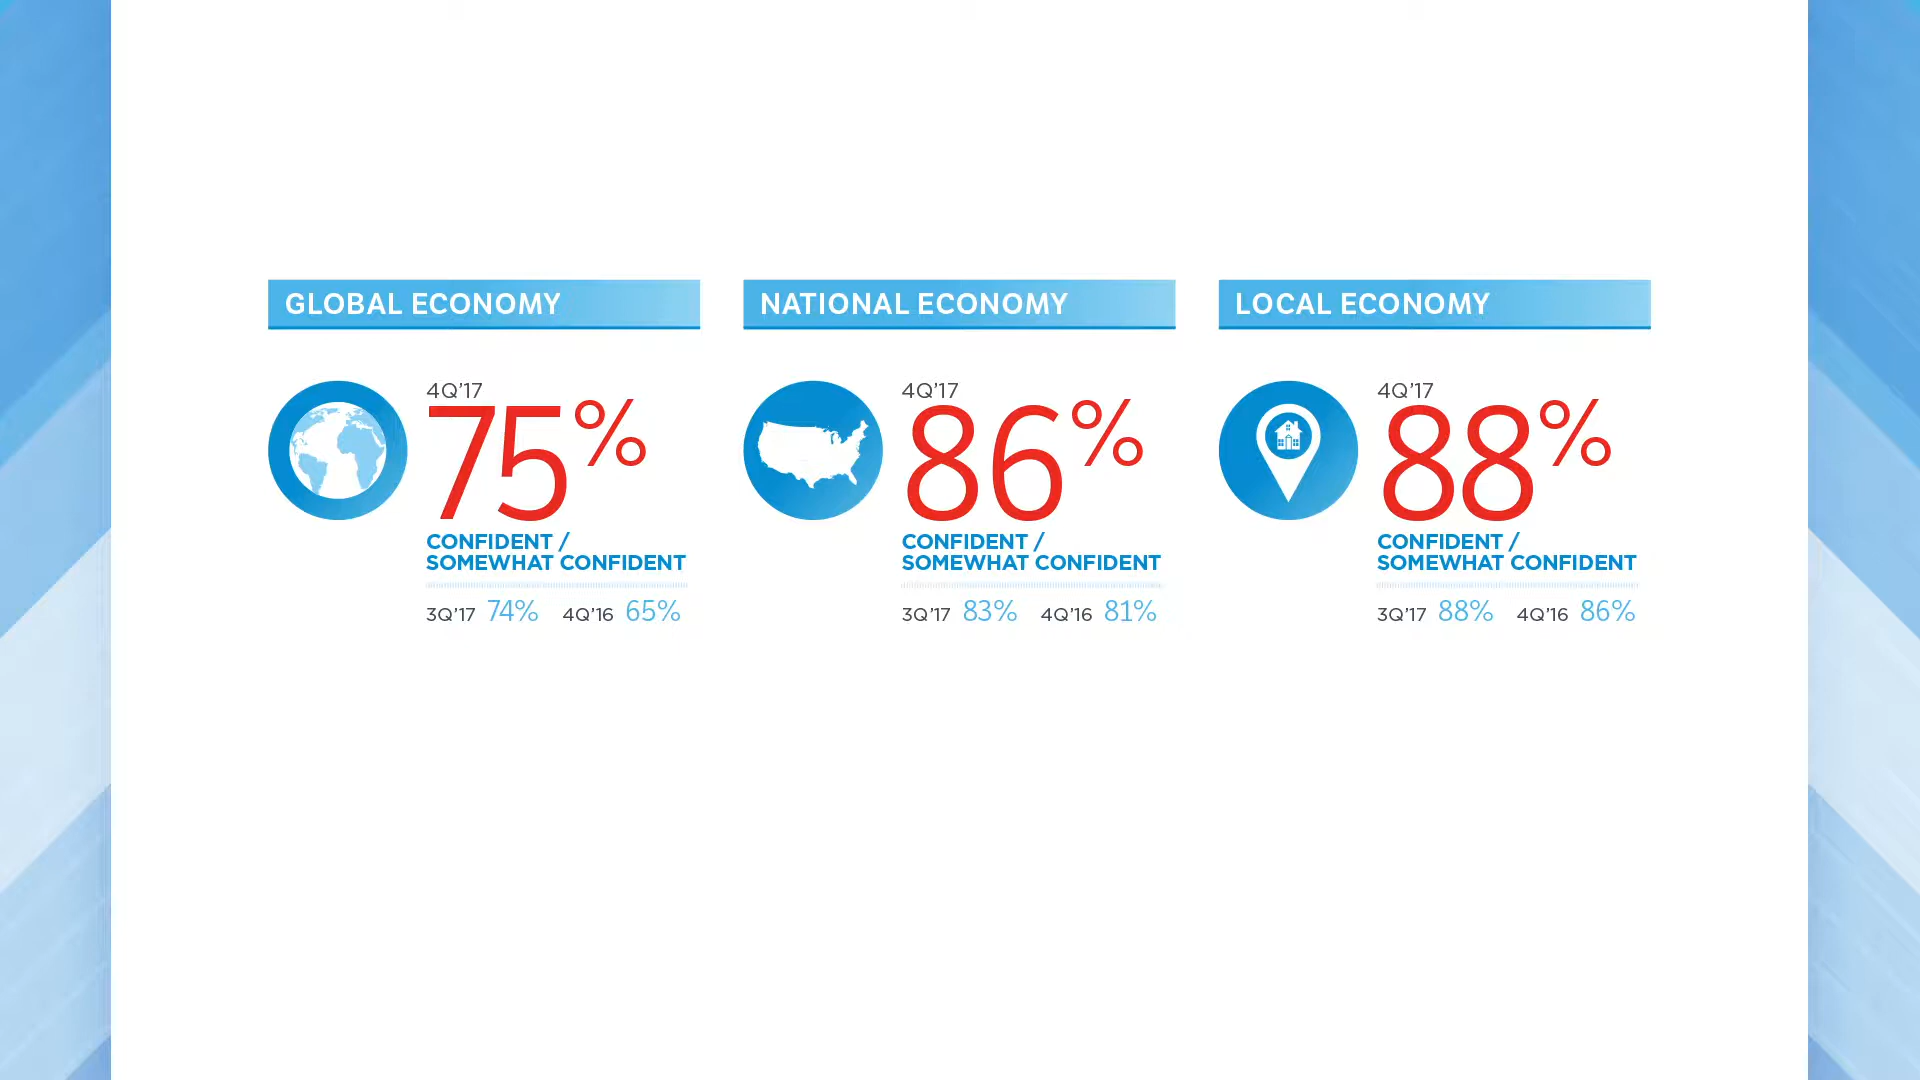 GLOBAL ECONOMY
4Q’17
75%
CONFIDENT /
SOMEWHAT CONFIDENT
3Q’17 74% 4Q’16 65%
NATIONAL ECONOMY
4Q’17
86%
CONFIDENT /
SOMEWHAT CONFIDENT
3Q’17 83% 4Q’16 81%
LOCAL ECONOMY
4Q’17
88%
CONFIDENT /
SOMEWHAT CONFIDENT
3Q’17 88% 4Q’16 86%